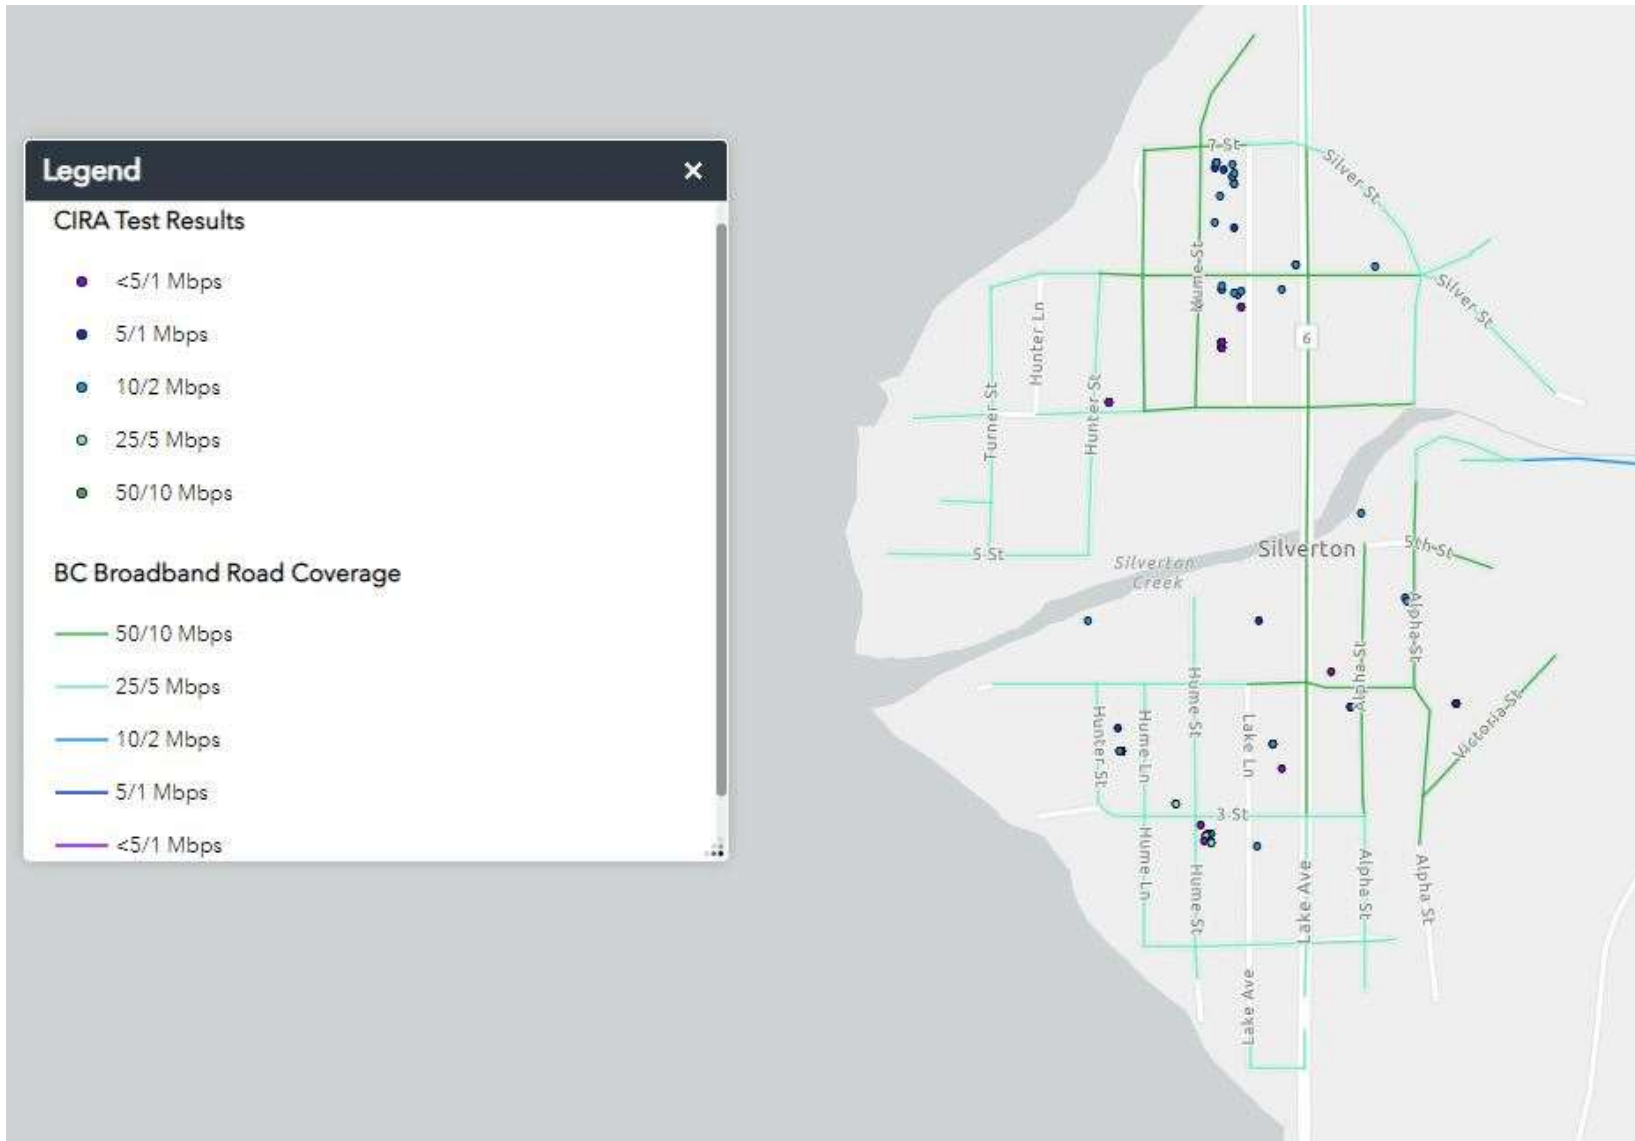 Legend
CIRA Test Results
<5/1 Mbps
5/1 Mbps
10/2 Mbps
25/5 Mbps
50/10 Mbps
BC Broadband Road Coverage
50/10 Mbps
25/5 Mbps
10/2 Mbps
5/1 Mbps
<5/1 Mbps
7 St
Silver St
Hume St
Silver St
Hunter Ln
6
Turner St
Hunter St
5 St
Silverton
Creek
Silverton
5th St
Alpha St
Alpha St
Hume St
Hunter St
Hume Ln
Lake Ln
Victoria St
3 St
Hume Ln
Hume St
Lake Ave
Alpha St
Alpha St
Lake Ave